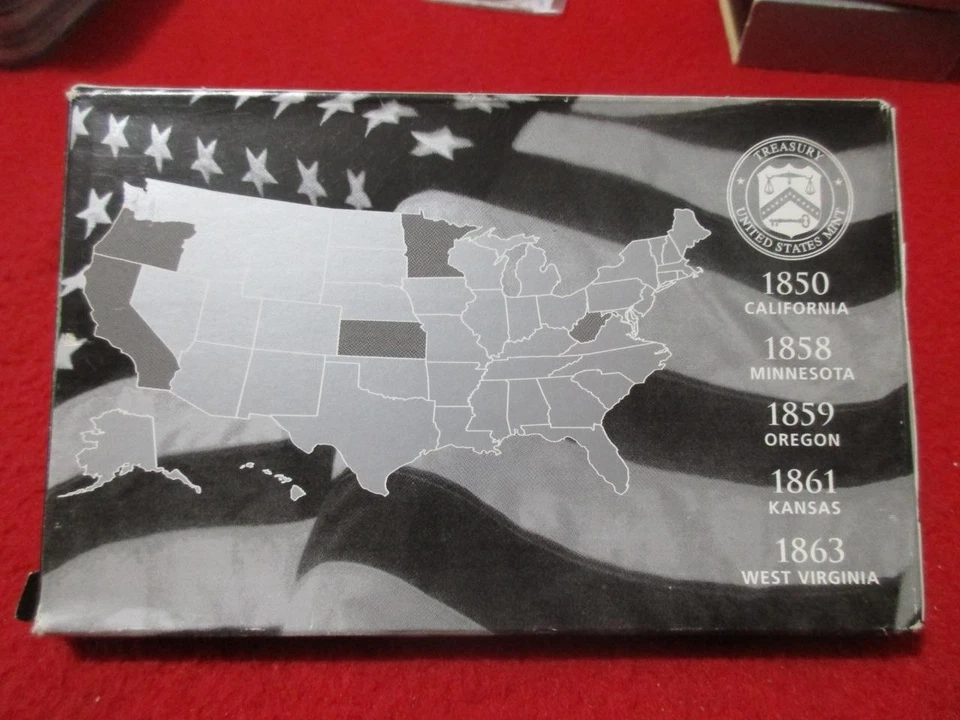 TREASURY
UNITED STATES MINT
1850
CALIFORNIA
1858
MINNESOTA
1859
OREGON
1861
KANSAS
1863
WEST VIRGINIA